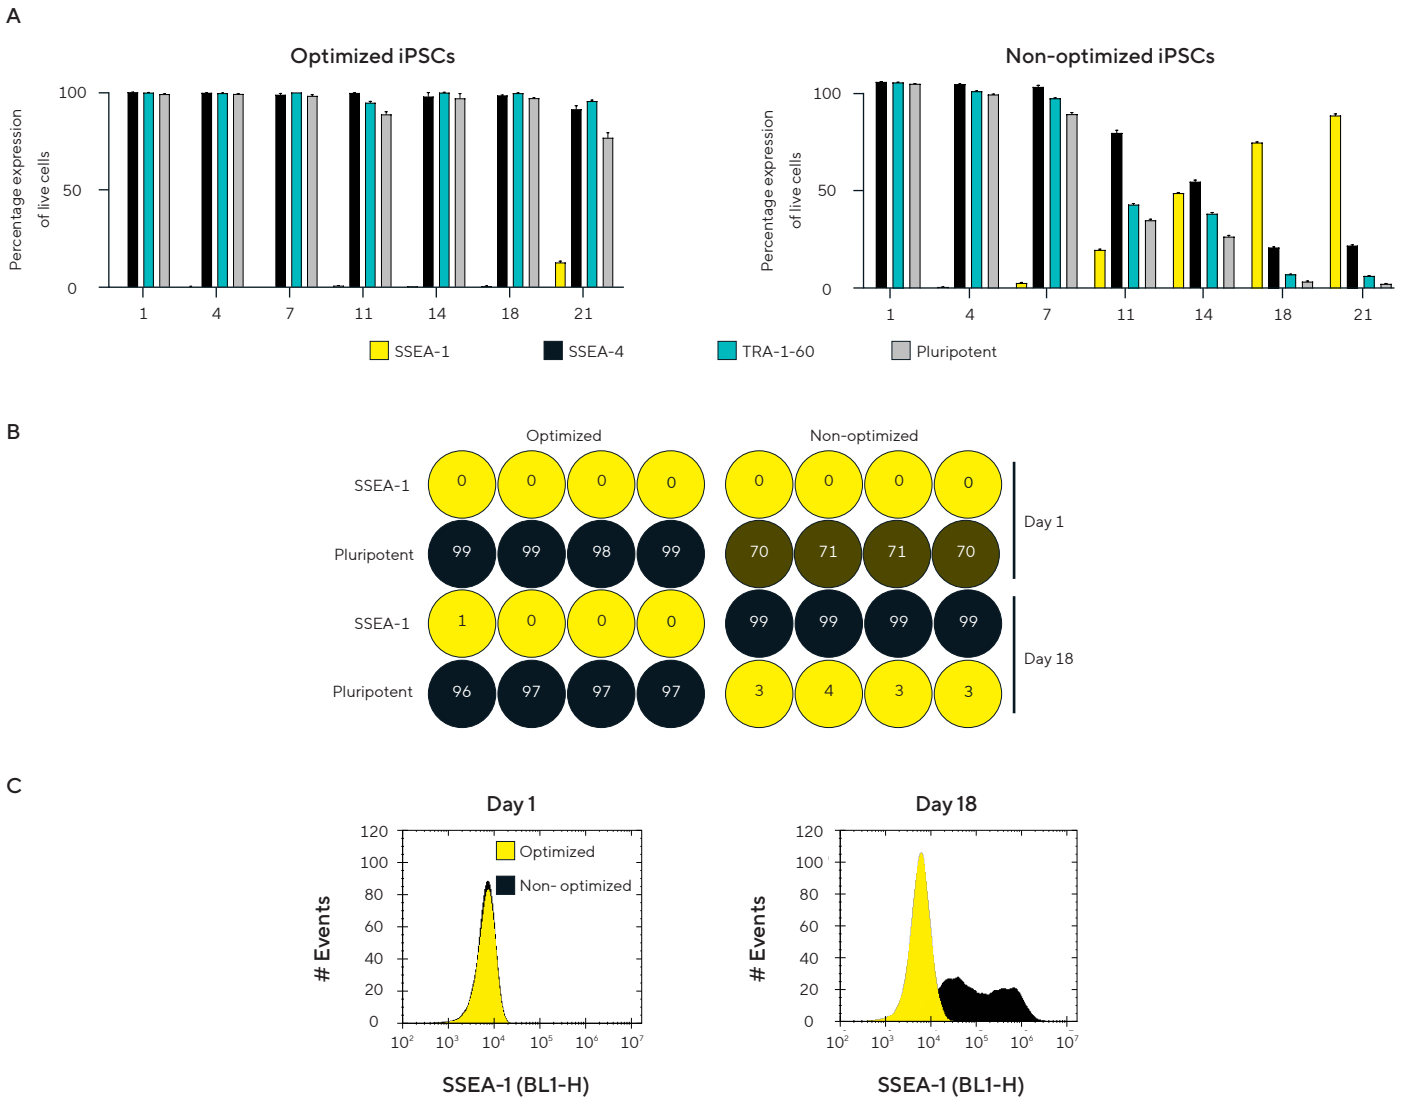 A
Optimized iPSCs
Non-optimized iPSCs
Percentage expression
of live cells
100
50
0
1 4 7 11 14 18 21
Percentage expression
of live cells
100
50
0
1 4 7 11 14 18 21
SSEA-1 SSEA-4 TRA-1-60 Pluripotent
B
Optimized Non-optimized
SSEA-1 0 0 0 0 0 0 0 0
Pluripotent 99 99 98 99 70 71 71 70
Day 1
SSEA-1 1 0 0 0 99 99 99 99
Pluripotent 96 97 97 97 3 4 3 3
Day 18
C
Day 1
# Events
120
100
80
60
40
20
0
Optimized
Non- optimized
10² 10³ 10⁴ 10⁵ 10⁶ 10⁷
SSEA-1 (BL1-H)
Day 18
# Events
120
100
80
60
40
20
0
10² 10³ 10⁴ 10⁵ 10⁶ 10⁷
SSEA-1 (BL1-H)